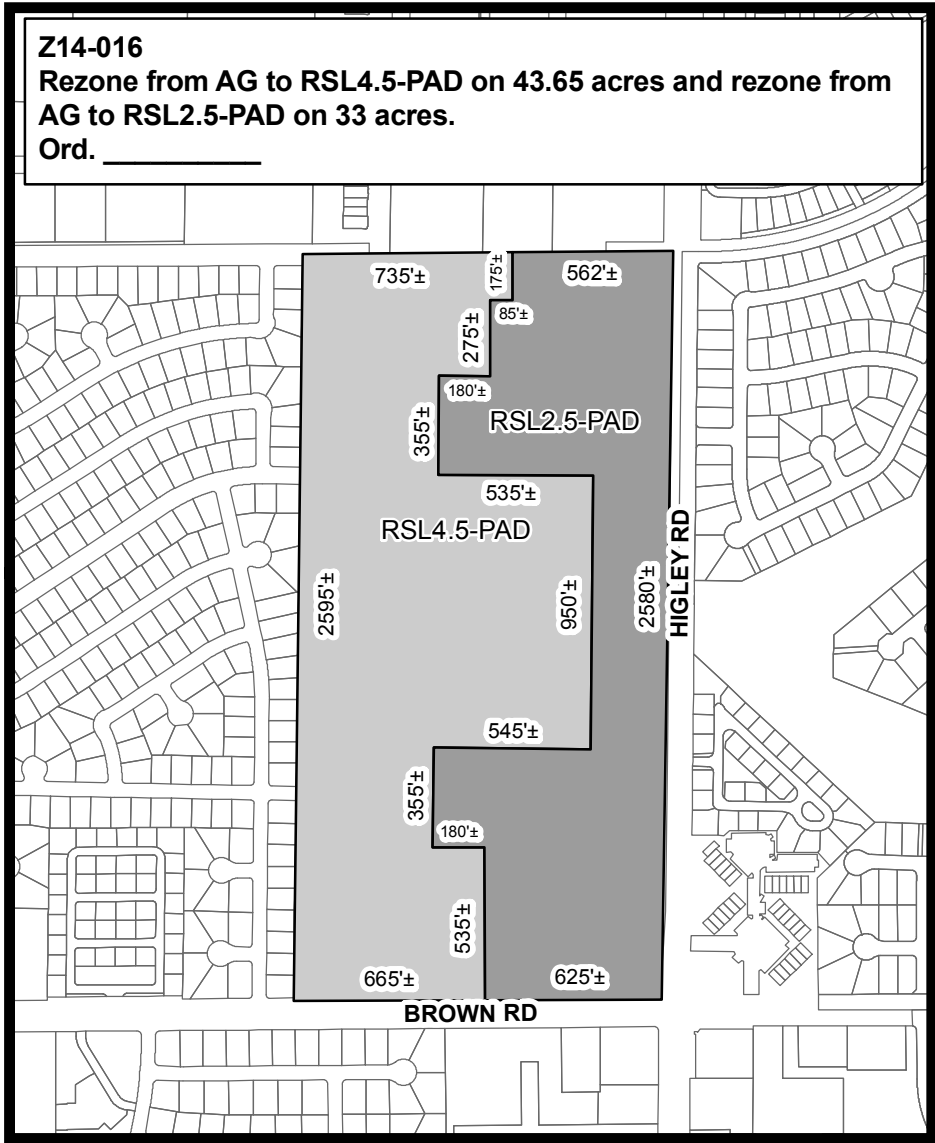 Z14-016
Rezone from AG to RSL4.5-PAD on 43.65 acres and rezone from
AG to RSL2.5-PAD on 33 acres.
Ord. __________
735'±
175'±
562'±
85'±
275'±
180'±
355'±
RSL2.5-PAD
535'±
RSL4.5-PAD
2595'±
950'±
2580'±
HIGLEY RD
545'±
355'±
180'±
535'±
665'±
625'±
BROWN RD